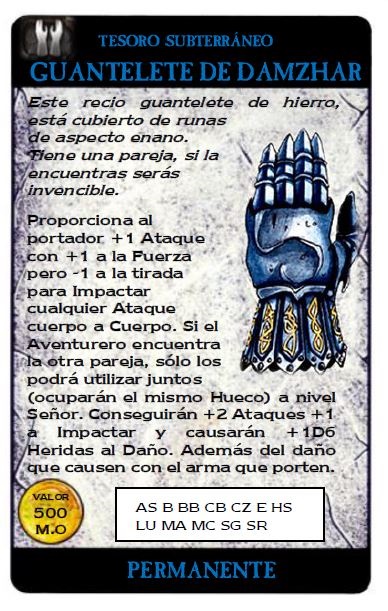 TESORO SUBTERRÁNEO
GUANTELETE DE DAMZHAR
Este recio guantelete de hierro,
está cubierto de runas
de aspecto enano.
Tiene una pareja, si la
encuentras serás
invencible.
Proporciona al
portador +1 Ataque
con +1 a la Fuerza
pero -1 a la tirada
para Impactar
cualquier Ataque
cuerpo a Cuerpo. Si el
Aventurero encuentra
la otra pareja, sólo los
podrá utilizar juntos
(ocuparán el mismo Hueco) a nivel
Señor. Conseguirán +2 Ataques +1
a Impactar y causarán +1D6
Heridas al Daño. Además del daño
que causen con el arma que porten.
VALOR
500
M.O
AS B BB CB CZ E HS
LU MA MC SG SR
PERMANENTE